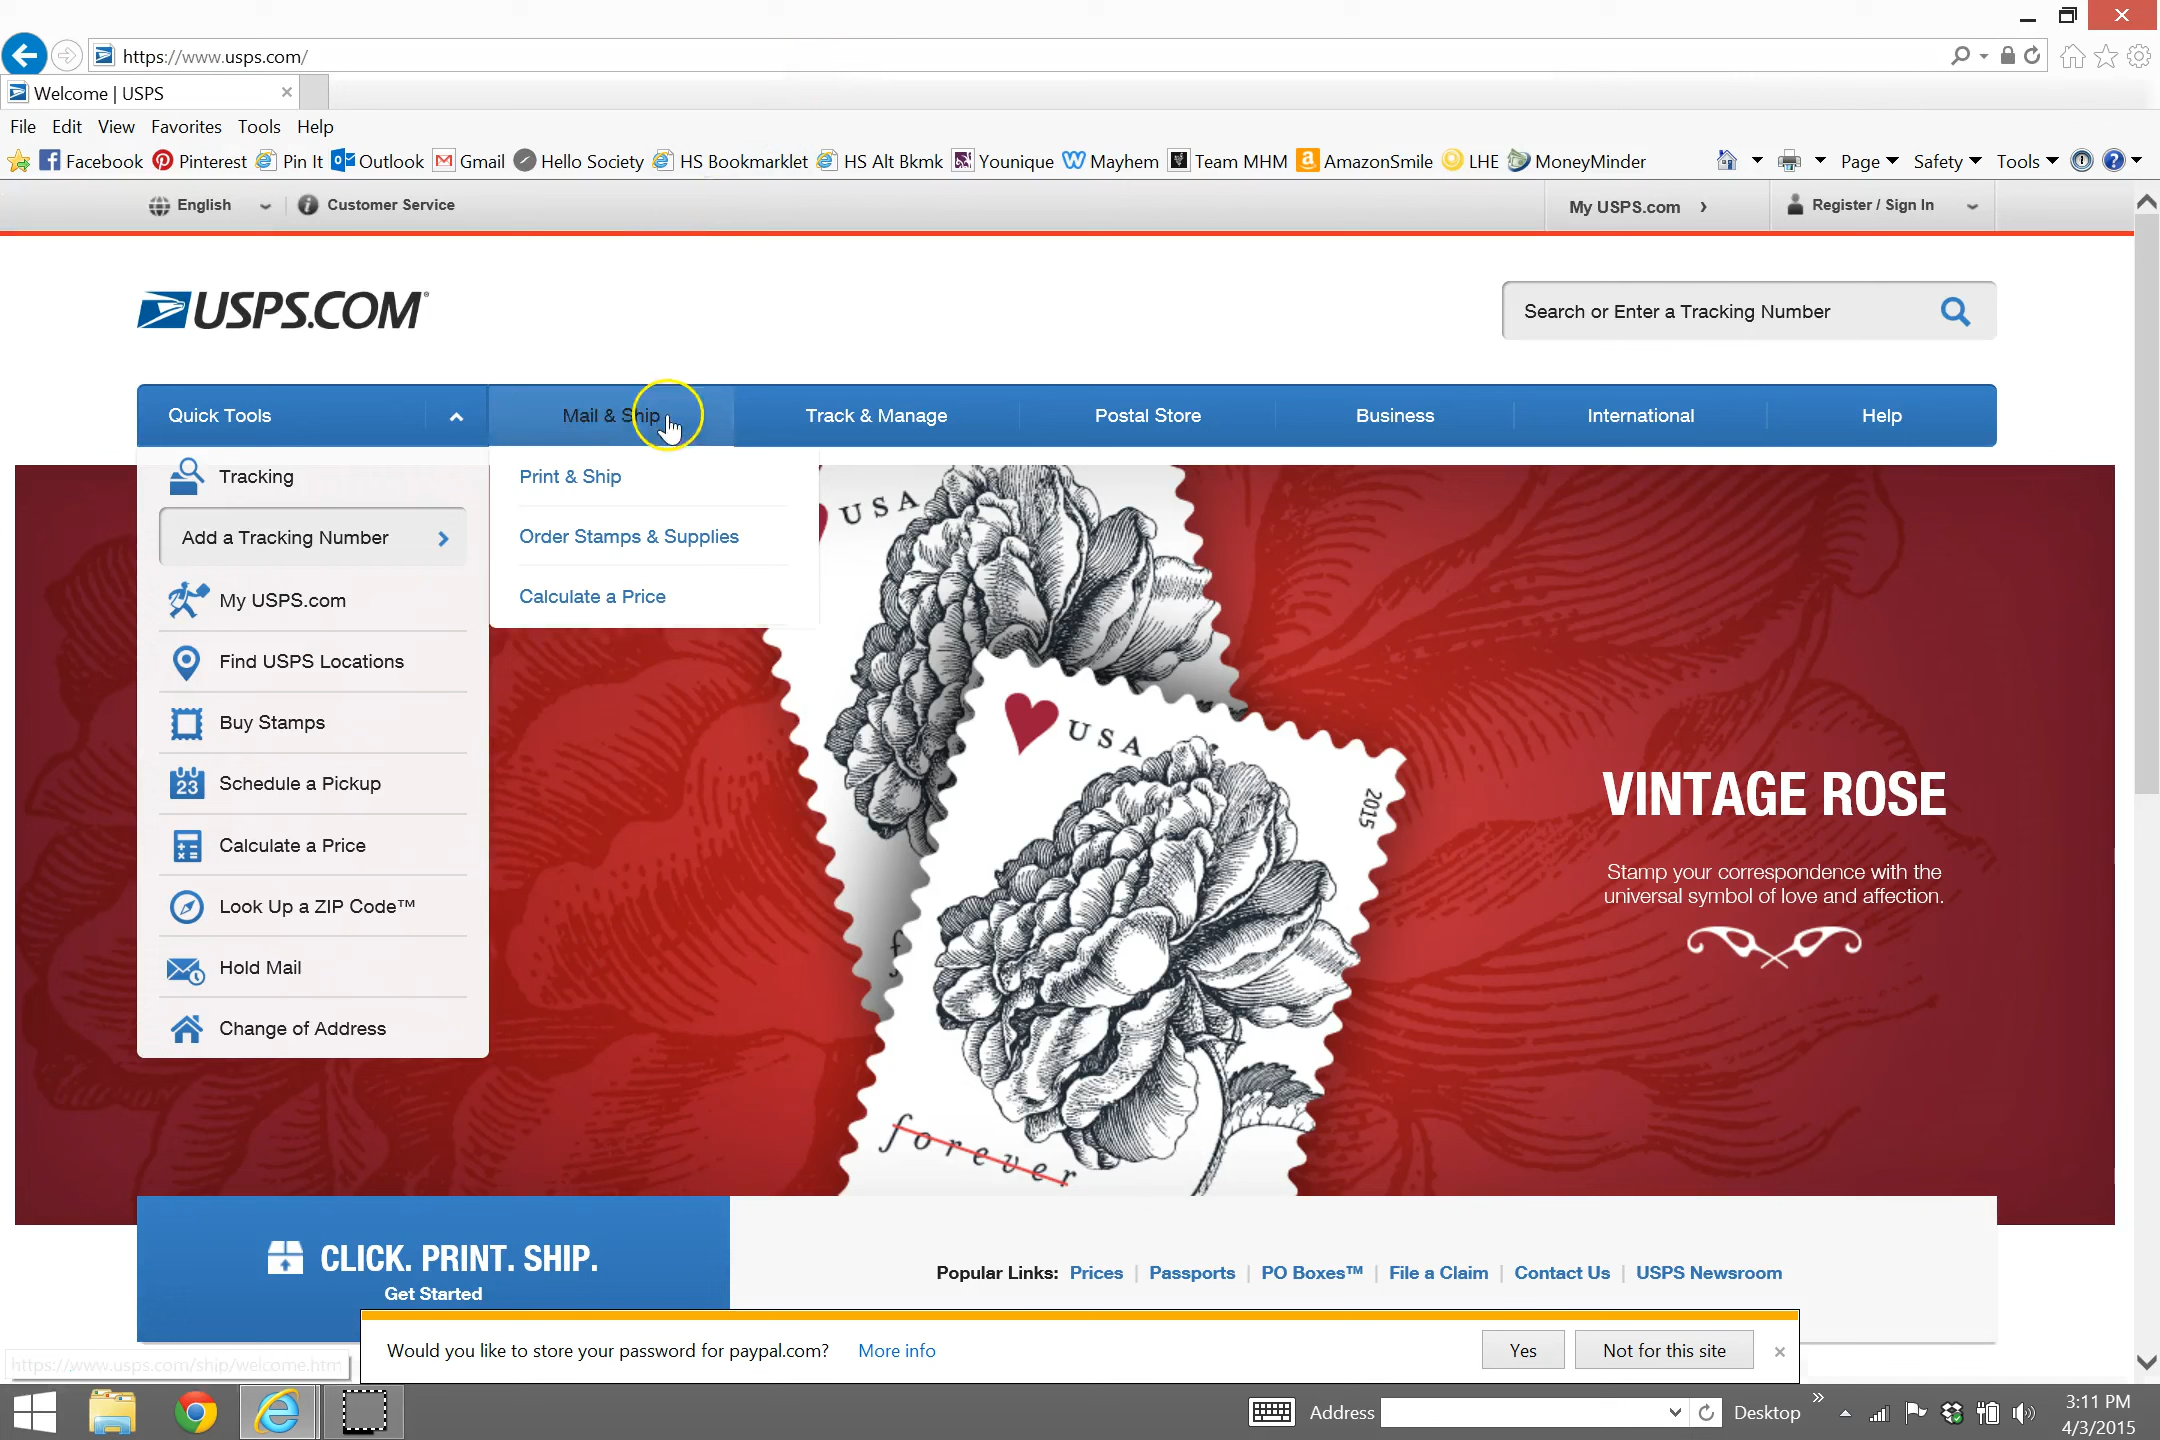 https://www.usps.com/
Welcome | USPS
File Edit View Favorites Tools Help
Facebook Pinterest Pin It Outlook Gmail Hello Society HS Bookmarklet HS Alt Bkmk Younique Mayhem Team MHM AmazonSmile LHE MoneyMinder Page Safety Tools
English Customer Service My USPS.com Register / Sign In
USPS.COM
Search or Enter a Tracking Number
Quick Tools Mail & Ship Track & Manage Postal Store Business International Help
Tracking
Add a Tracking Number
My USPS.com
Find USPS Locations
Buy Stamps
23
Schedule a Pickup
Calculate a Price
Look Up a ZIP Code™
Hold Mail
Change of Address
Print & Ship
Order Stamps & Supplies
Calculate a Price
USA
USA
2015
forever
VINTAGE ROSE
Stamp your correspondence with the
universal symbol of love and affection.
CLICK. PRINT. SHIP.
Get Started
Popular Links: Prices | Passports | PO Boxes™ | File a Claim | Contact Us | USPS Newsroom
Would you like to store your password for paypal.com? More info Yes Not for this site
https://www.usps.com/ship/welcome.htm
Address Desktop 3:11 PM
4/3/2015